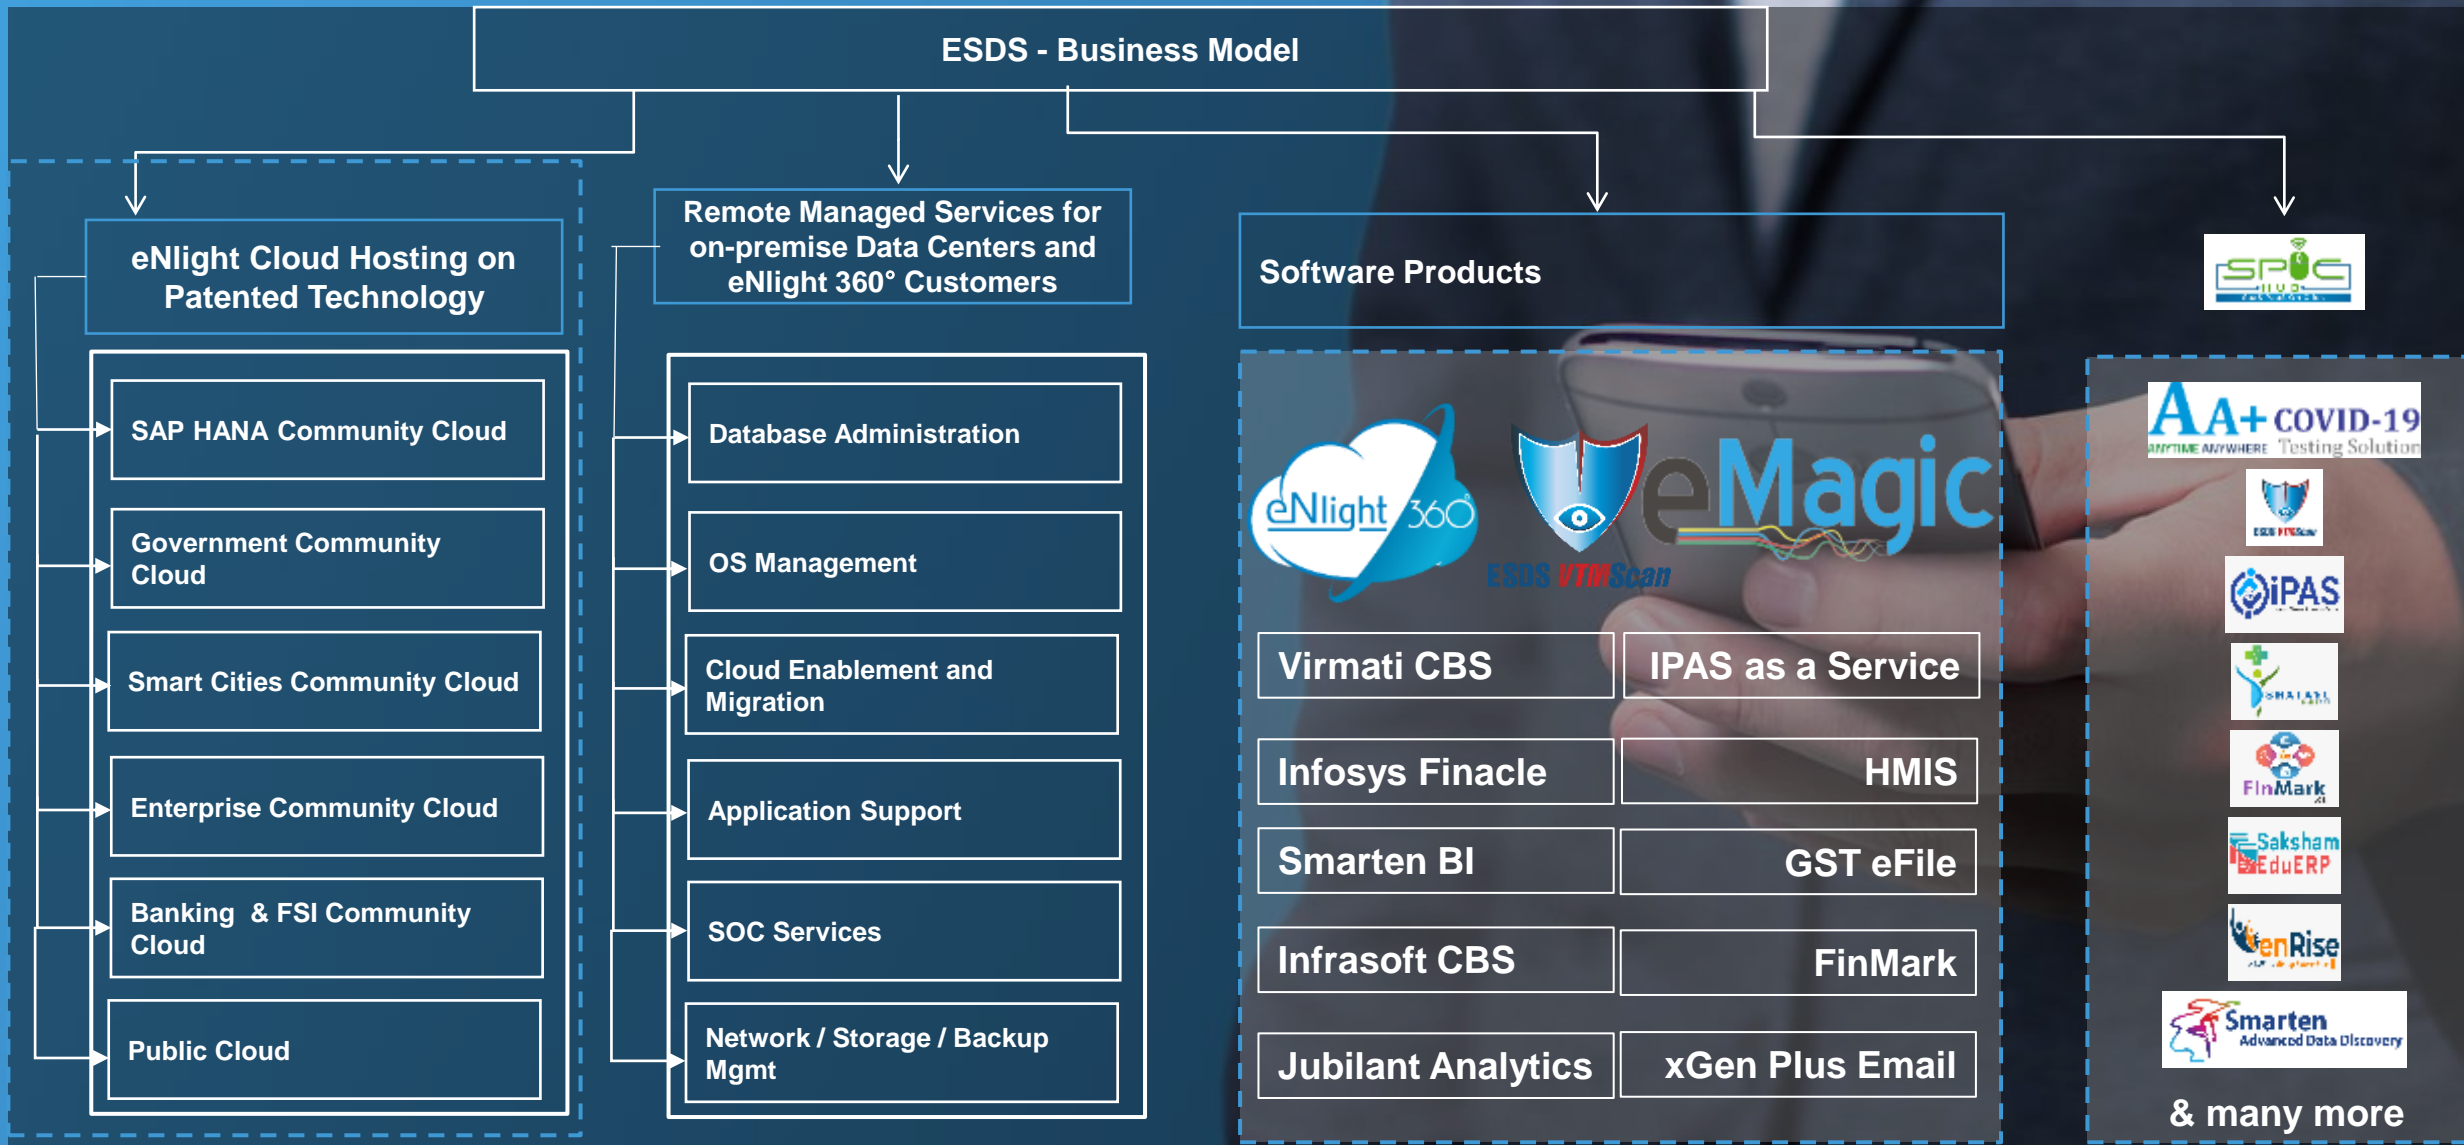 ESDS - Business Model
eNlight Cloud Hosting on
Patented Technology
SAP HANA Community Cloud
Government Community
Cloud
Smart Cities Community Cloud
Enterprise Community Cloud
Banking & FSI Community
Cloud
Public Cloud
Remote Managed Services for
on-premise Data Centers and
eNlight 360° Customers
Database Administration
OS Management
Cloud Enablement and
Migration
Application Support
SOC Services
Network / Storage / Backup
Mgmt
Software Products
eNlight 360°
ESDS VTMScan
eMagic
Virmati CBS
IPAS as a Service
Infosys Finacle
HMIS
Smarten BI
GST eFile
Infrasoft CBS
FinMark
Jubilant Analytics
xGen Plus Email
SPOC
HUB
AA+ COVID-19
ANYTIME ANYWHERE Testing Solution
ESDS VTMScan
iPAS
FinMark
Saksham
EduERP
enRise
Smarten
Advanced Data Discovery
& many more